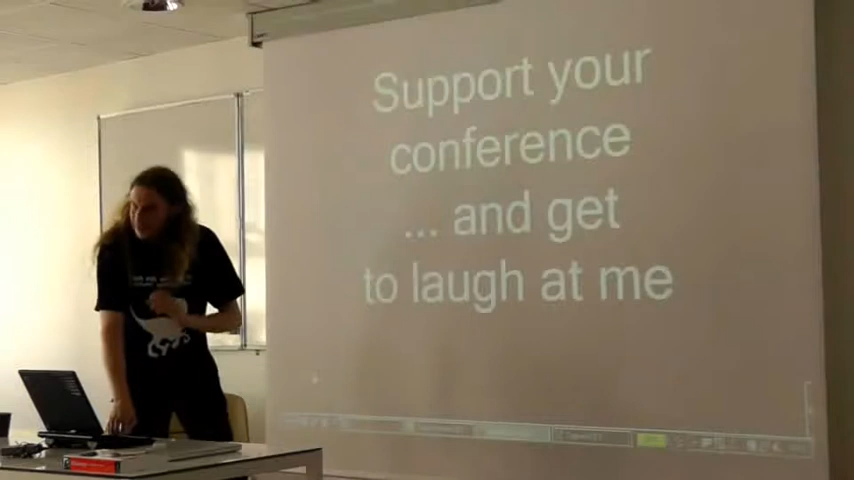 Support your
conference
... and get
to laugh at me